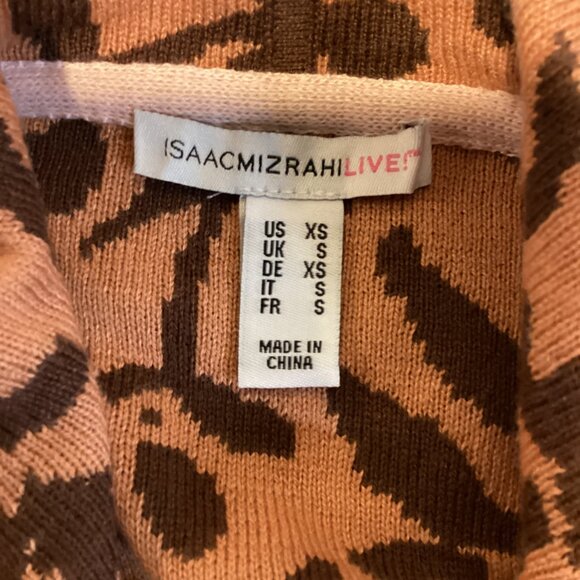 ISAACMIZRAHILIVE!™
US XS
UK S
DE XS
IT S
FR S
MADE IN
CHINA